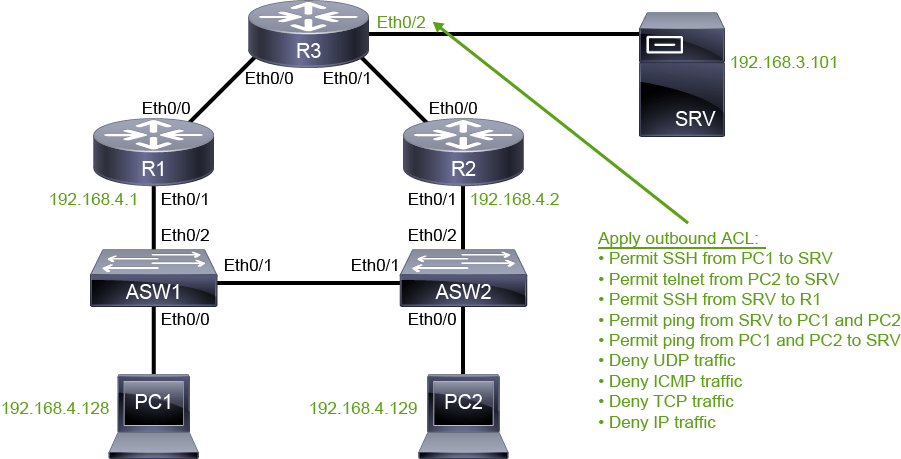 Eth0/2
R3
192.168.3.101
Eth0/0
Eth0/1
SRV
Eth0/0
Eth0/0
R1
R2
192.168.4.1
Eth0/1
Eth0/1
192.168.4.2
Eth0/2
Eth0/2
Apply outbound ACL:
• Permit SSH from PC1 to SRV
• Permit telnet from PC2 to SRV
• Permit SSH from SRV to R1
• Permit ping from SRV to PC1 and PC2
• Permit ping from PC1 and PC2 to SRV
• Deny UDP traffic
• Deny ICMP traffic
• Deny TCP traffic
• Deny IP traffic
Eth0/1
Eth0/1
ASW1
ASW2
Eth0/0
Eth0/0
PC1
PC2
192.168.4.128
192.168.4.129